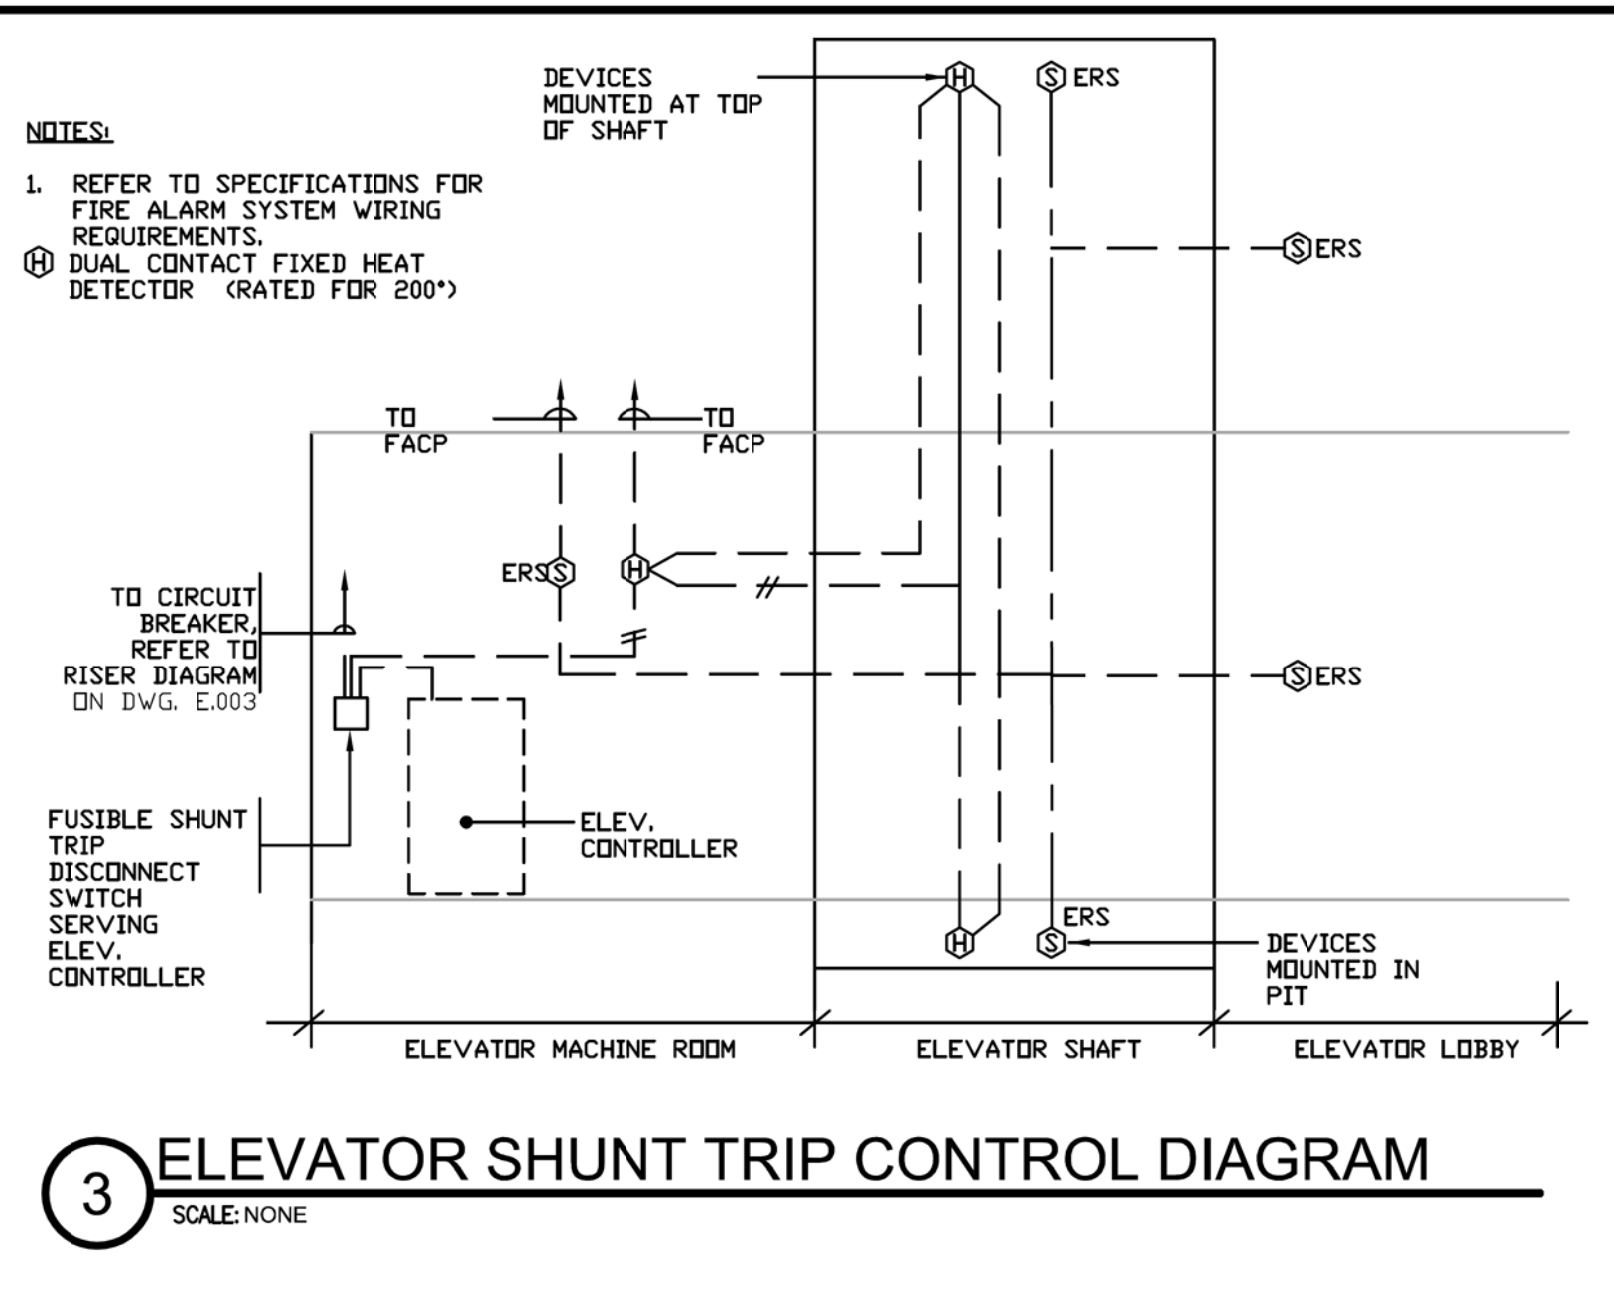 DEVICES
MOUNTED AT TOP
OF SHAFT
H
S ERS
NOTES:
1. REFER TO SPECIFICATIONS FOR
FIRE ALARM SYSTEM WIRING
REQUIREMENTS.
H DUAL CONTACT FIXED HEAT
DETECTOR (RATED FOR 200°)
S ERS
TO
FACP
TO
FACP
ERS S
H
TO CIRCUIT
BREAKER,
REFER TO
RISER DIAGRAM
ON DWG. E.003
S ERS
FUSIBLE SHUNT
TRIP
DISCONNECT
SWITCH
SERVING
ELEV.
CONTROLLER
ELEV.
CONTROLLER
ERS
H
S
DEVICES
MOUNTED IN
PIT
ELEVATOR MACHINE ROOM
ELEVATOR SHAFT
ELEVATOR LOBBY
3
ELEVATOR SHUNT TRIP CONTROL DIAGRAM
SCALE: NONE